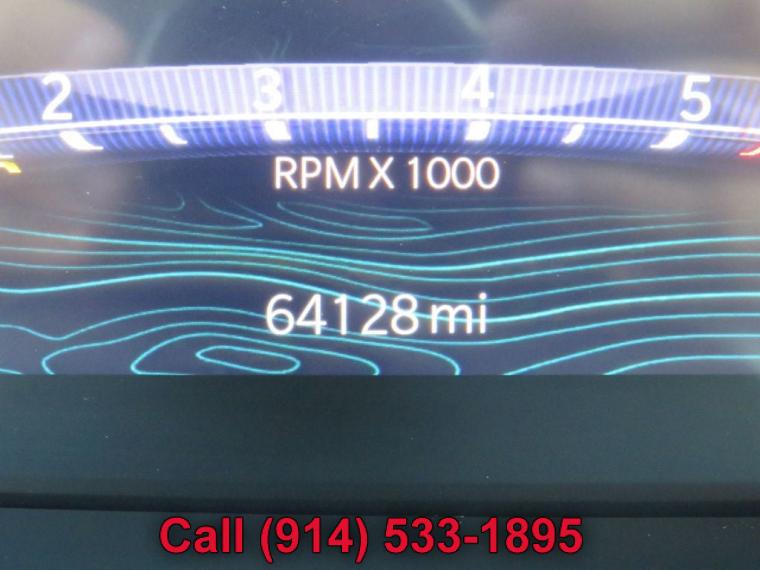 2 3 4 5
RPM X 1000
64128 mi
Call (914) 533-1895